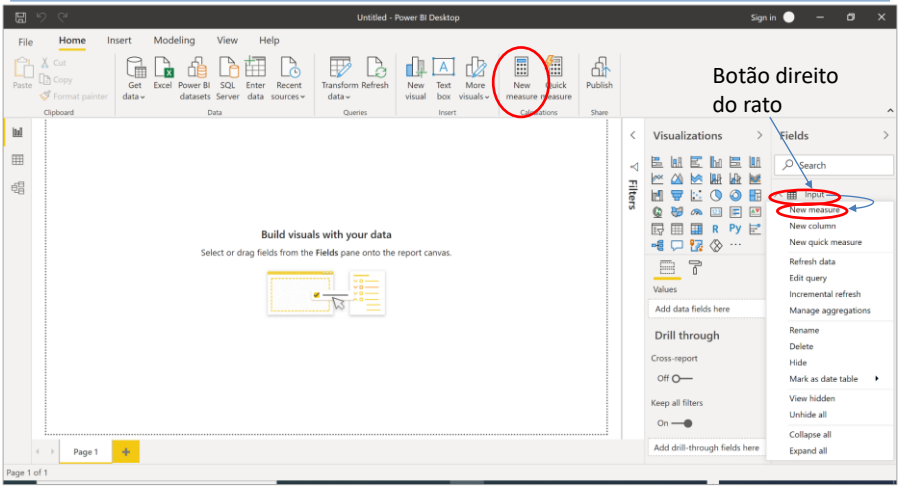 Untitled - Power BI Desktop
Sign in
File Home Insert Modeling View Help
Paste
Cut
Copy
Format painter
Clipboard
Get data
Excel
Power BI datasets
SQL Server
Enter data
Recent sources
Data
Transform data
Refresh
Queries
New visual
Text box
More visuals
Insert
New measure
Quick measure
Calculations
Publish
Share
Botão direito
do rato
Filters
Visualizations
Fields
Search
R
Py
Input
New measure
New column
New quick measure
Refresh data
Edit query
Incremental refresh
Manage aggregations
Rename
Delete
Hide
Mark as date table
View hidden
Unhide all
Collapse all
Expand all
Values
Add data fields here
Drill through
Cross-report
Off
Keep all filters
On
Add drill-through fields here
Build visuals with your data
Select or drag fields from the Fields pane onto the report canvas.
Page 1
Page 1 of 1